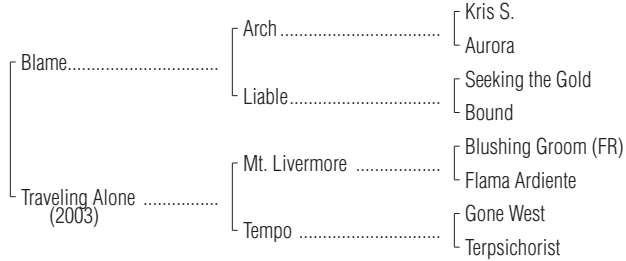 Kris S.
Arch..................................
Aurora
Blame................................
Seeking the Gold
Liable................................
Bound
Blushing Groom (FR)
Mt. Livermore ..................
Flama Ardiente
Traveling Alone ................
(2003)
Gone West
Tempo ..............................
Terpsichorist